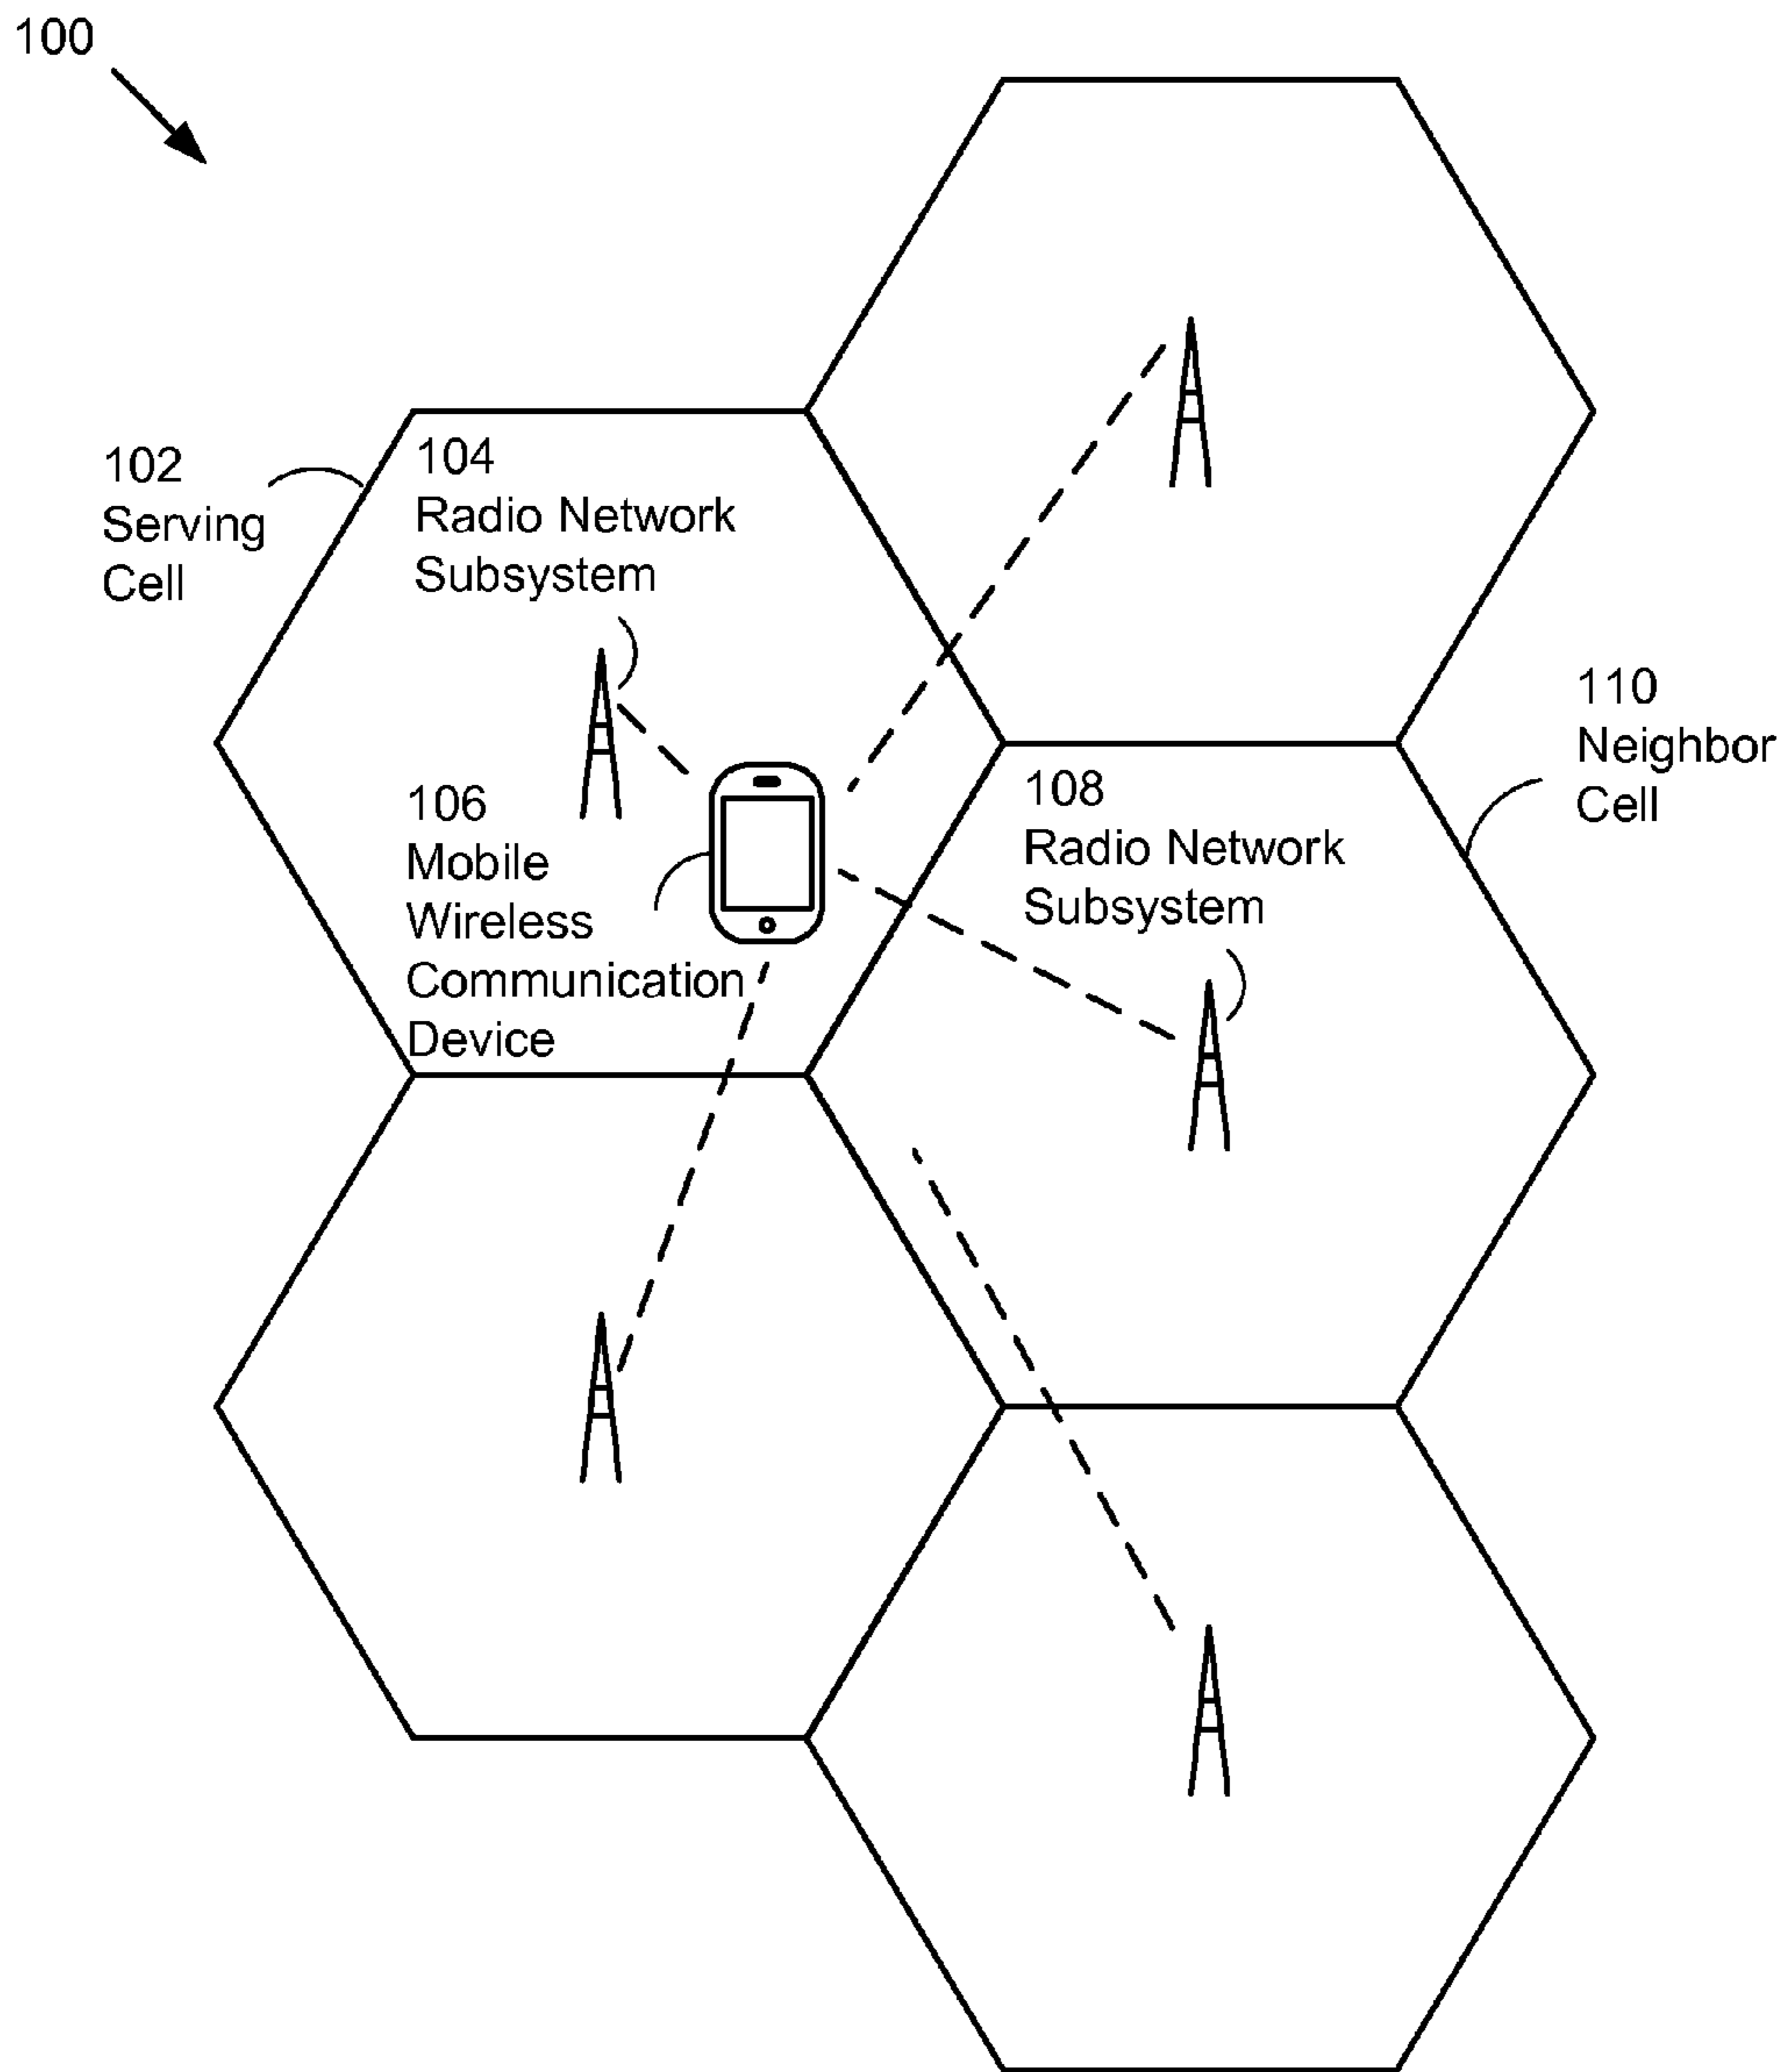 100
102
Serving
Cell
104
Radio Network
Subsystem
110
Neighbor
Cell
106
Mobile
Wireless
Communication
Device
108
Radio Network
Subsystem